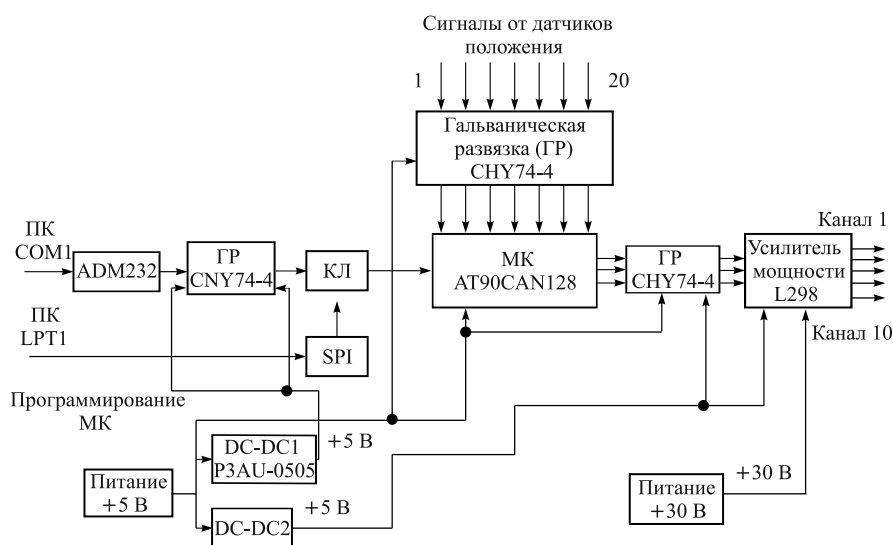 Сигналы от датчиков
положения
1
20
Гальваническая
развязка (ГР)
CHY74-4
ПК
COM1
ADM232
ГР
CNY74-4
КЛ
МК
AT90CAN128
ГР
CHY74-4
Канал 1
Усилитель
мощности
L298
Канал 10
ПК
LPT1
SPI
Программирование
МК
DC-DC1
P3AU-0505
+5 В
Питание
+5 В
DC-DC2
+5 В
+30 В
Питание
+30 В